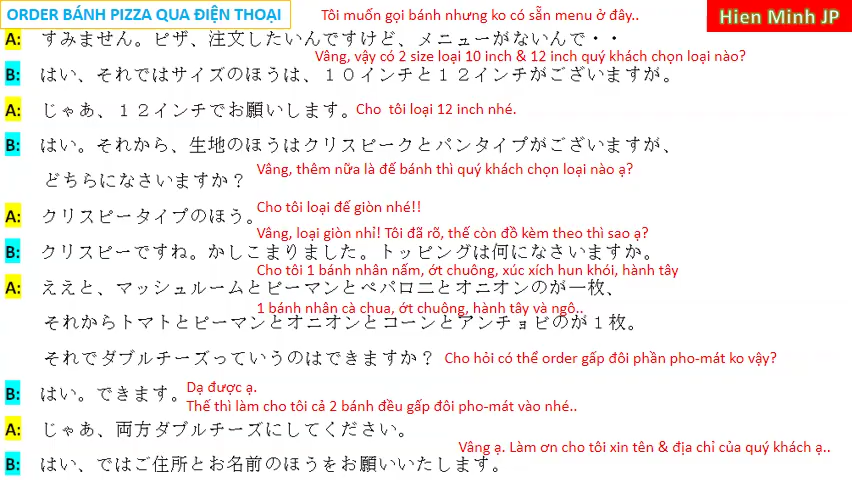 ORDER BÁNH PIZZA QUA ĐIỆN THOẠI
Tôi muốn gọi bánh nhưng ko có sẵn menu ở đây..
Hien Minh JP
A: すみません。ピザ、注文したいんですけど、メニューがないんで・・
Vâng, vậy có 2 size loại 10 inch & 12 inch quý khách chọn loại nào?
B: はい、それではサイズのほうは、１０インチと１２インチがございますが。
A: じゃあ、１２インチでお願いします。
Cho tôi loại 12 inch nhé.
B: はい。それから、生地のほうはクリスピークとパンタイプがございますが、
Vâng, thêm nữa là đế bánh thì quý khách chọn loại nào ạ?
どちらになさいますか？
Cho tôi loại đế giòn nhé!!
A: クリスピータイプのほう。
Vâng, loại giòn nhỉ! Tôi đã rõ, thế còn đồ kèm theo thì sao ạ?
B: クリスピーですね。かしこまりました。トッピングは何になさいますか。
Cho tôi 1 bánh nhân nấm, ớt chuông, xúc xích hun khói, hành tây
A: ええと、マッシュルームとピーマンとペパロニとオニオンのが一枚、
1 bánh nhân cà chua, ớt chuông, hành tây và ngô..
それからトマトとピーマンとオニオンとコーンとアンチョビのが１枚。
それでダブルチーズっていうのはできますか？
Cho hỏi có thể order gấp đôi phần pho-mát ko vậy?
Dạ được ạ.
B: はい。できます。
Thế thì làm cho tôi cả 2 bánh đều gấp đôi pho-mát vào nhé..
A: じゃあ、両方ダブルチーズにしてください。
Vâng ạ. Làm ơn cho tôi xin tên & địa chỉ của quý khách ạ..
B: はい、ではご住所とお名前のほうをお願いいたします。